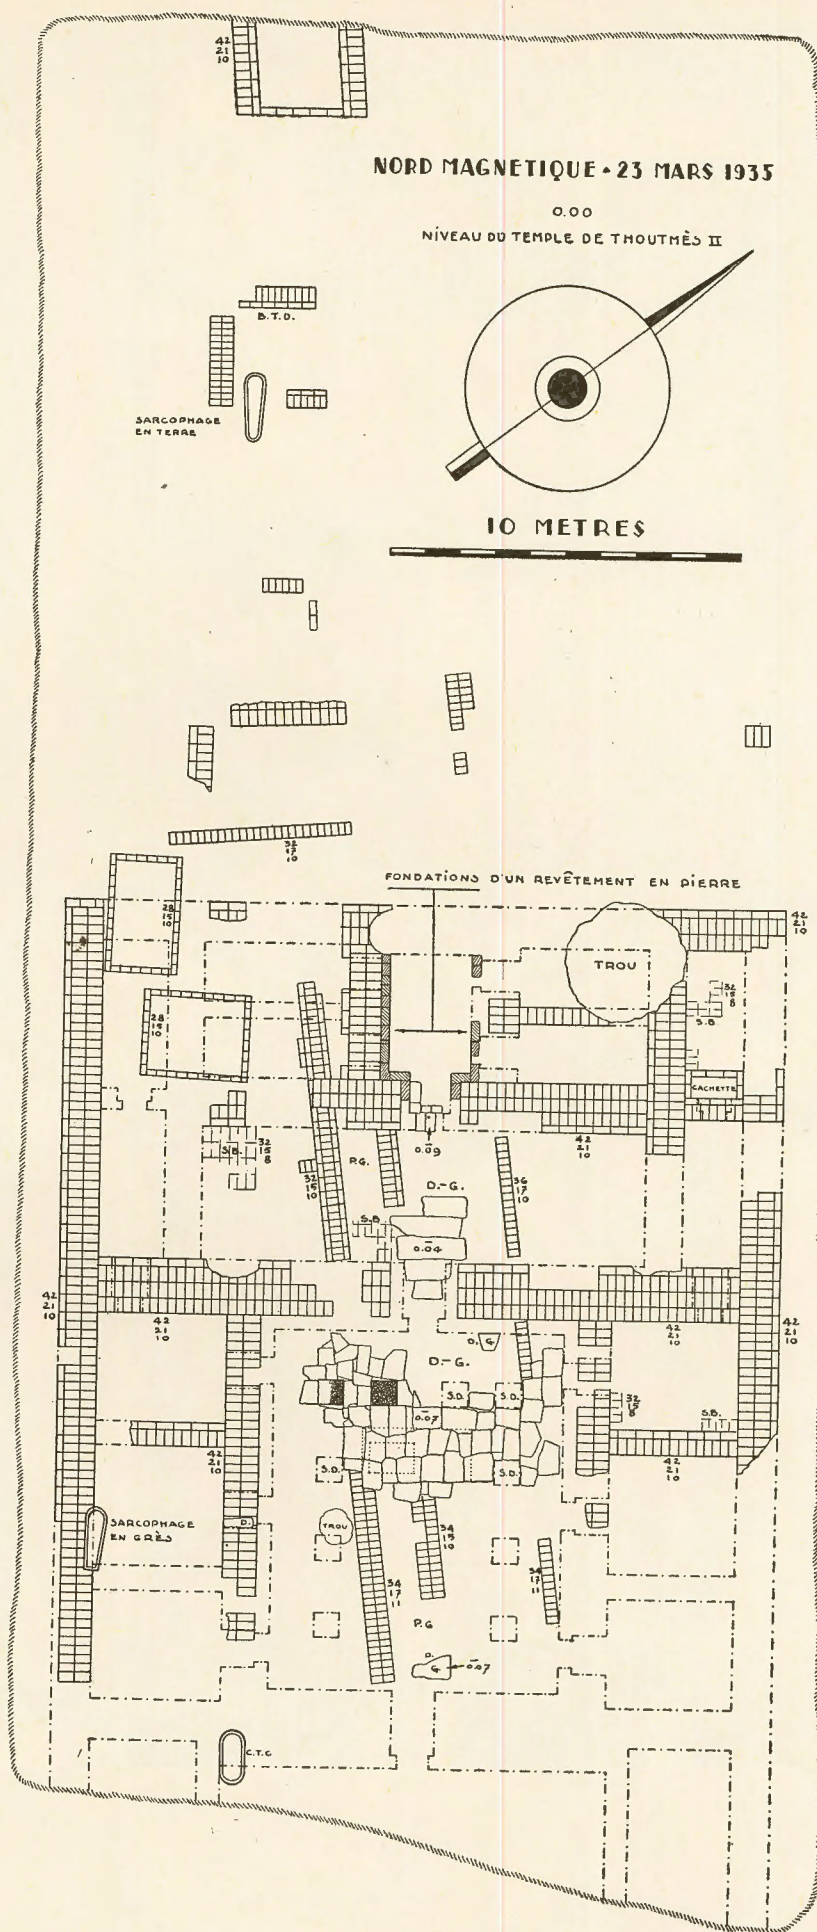 42
21
10
NORD MAGNETIQUE • 23 MARS 1935
0.00
NIVEAU DU TEMPLE DE THOUTMÈS II
B.T.D.
SARCOPHAGE
EN TERRE
10 METRES
32
17
10
FONDATIONS D'UN REVÊTEMENT EN PIERRE
28
15
10
42
21
10
TROU
32
15
8
S.B.
28
15
10
CACHETTE
S.B.
32
15
8
0.09
42
21
10
P.G.
32
15
10
D.-G.
36
17
10
S.B.
0.04
42
21
10
42
21
10
42
21
10
42
21
10
D.
G
D.-G.
S.D.
S.D.
32
15
8
S.B.
0.07
42
21
10
42
21
10
S.D.
S.D.
SARCOPHAGE
EN GRÈS
D.
TROU
34
15
10
34
17
11
34
17
11
P.G
D.
G
0.07
C.T.C